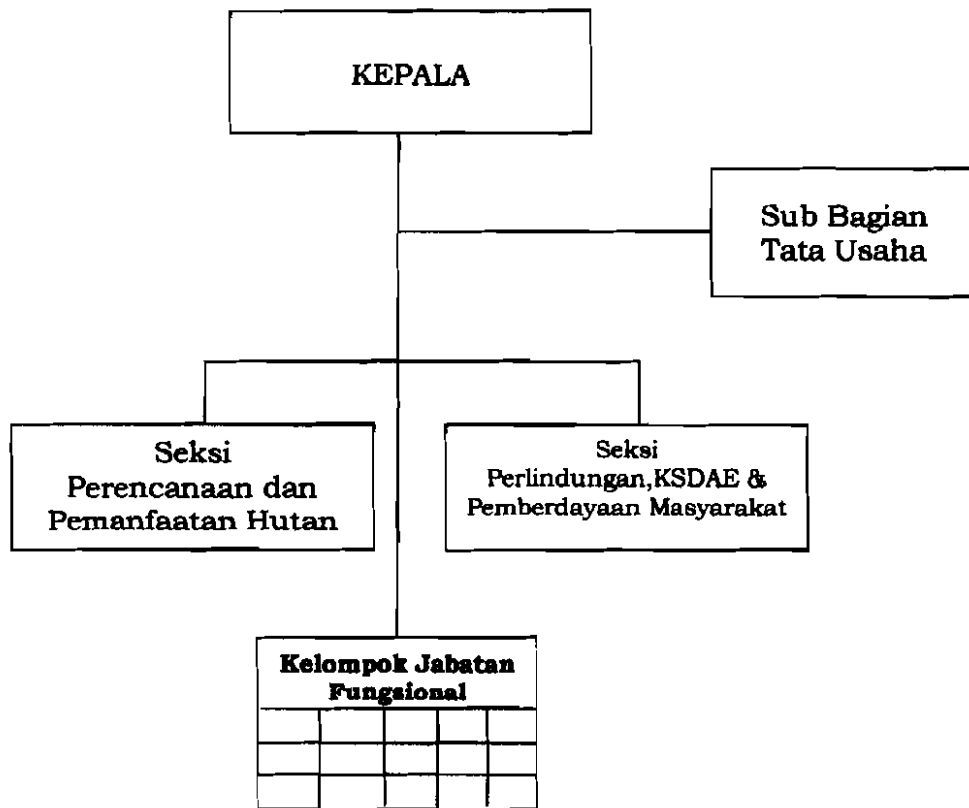 KEPALA
Sub Bagian
Tata Usaha
Seksi
Perencanaan dan
Pemanfaatan Hutan
Seksi
Perlindungan,KSDAE &
Pemberdayaan Masyarakat
Kelompok Jabatan
Fungsional